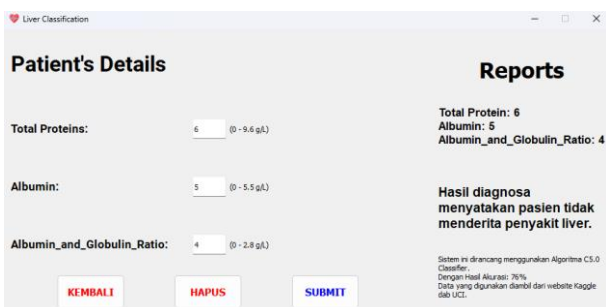 Liver Classification
Patient's Details
Total Proteins:
6
(0 - 9.6 g/L)
Albumin:
5
(0 - 5.5 g/L)
Albumin_and_Globulin_Ratio:
4
(0 - 2.8 g/L)
KEMBALI
HAPUS
SUBMIT
Reports
Total Protein: 6
Albumin: 5
Albumin_and_Globulin_Ratio: 4
Hasil diagnosa
menyatakan pasien tidak
menderita penyakit liver.
Sistem ini dirancang menggunakan Algoritma C5.0
Classifier.
Dengan Hasil Akurasi: 76%
Data yang digunakan diambil dari website Kaggle
dab UCI.